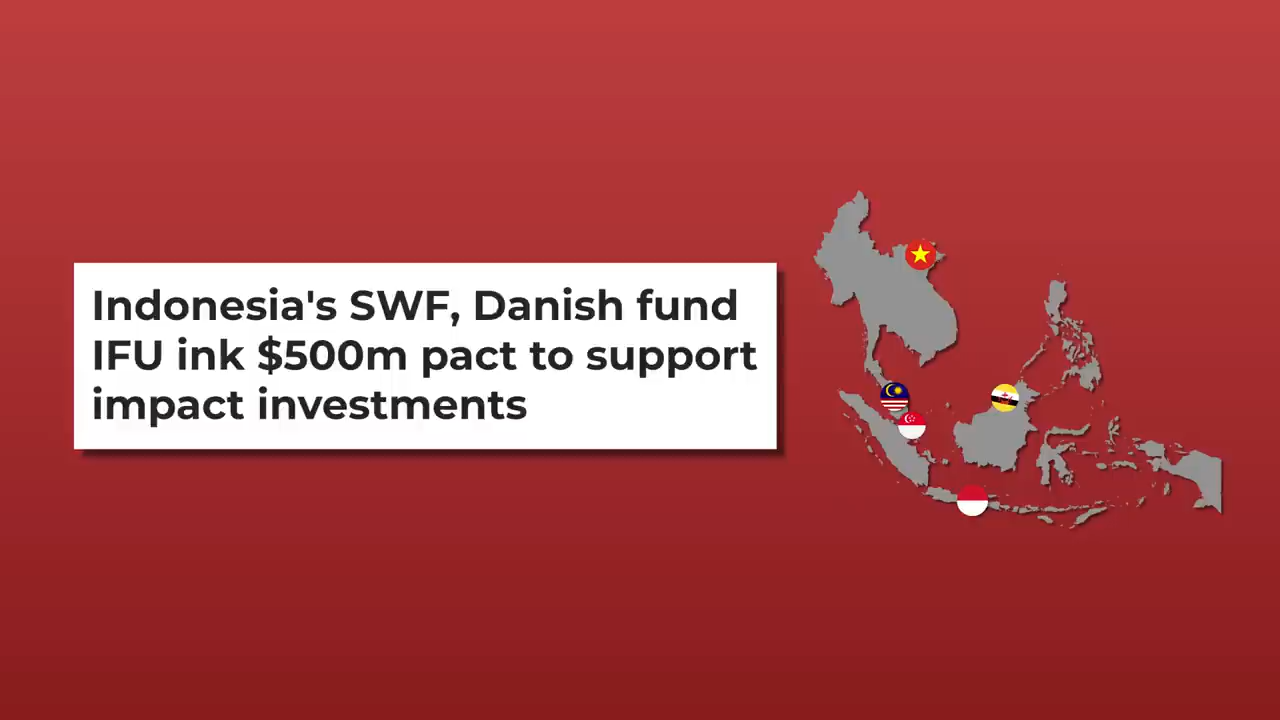 Indonesia's SWF, Danish fund
IFU ink $500m pact to support
impact investments